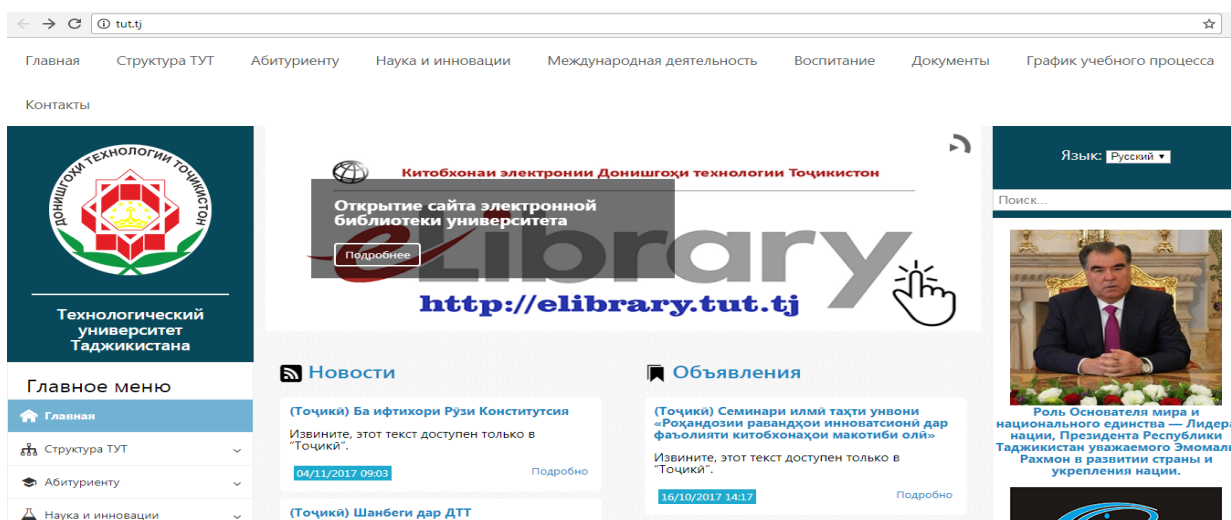 tut.tj
Главная Структура ТУТ Абитуриенту Наука и инновации Международная деятельность Воспитание Документы График учебного процесса
Контакты
ДОНИШГОҲИ ТЕХНОЛОГИИ ТОҶИКИСТОН
Технологический
университет
Таджикистана
Главное меню
Главная
Структура ТУТ
Абитуриенту
Наука и инновации
Китобхонаи электронии Донишгоҳи технологии Тоҷикистон
Открытие сайта электронной
библиотеки университета
Подробнее
eLibrary
http://elibrary.tut.tj
Новости
(Тоҷикӣ) Ба ифтихори Рӯзи Конститутсия
Извините, этот текст доступен только в
“Тоҷикӣ”.
04/11/2017 09:03 Подробно
(Тоҷикӣ) Шанбеги дар ДТТ
Объявления
(Тоҷикӣ) Семинари илмӣ таҳти унвони
«Роҳандозии равандҳои инноватсионӣ дар
фаъолияти китобхонаҳои макотиби олӣ»
Извините, этот текст доступен только в
“Тоҷикӣ”.
16/10/2017 14:17 Подробно
Язык: Русский
Поиск...
Роль Основателя мира и
национального единства — Лидера
нации, Президента Республики
Таджикистан уважаемого Эмомали
Рахмон в развитии страны и
укрепления нации.